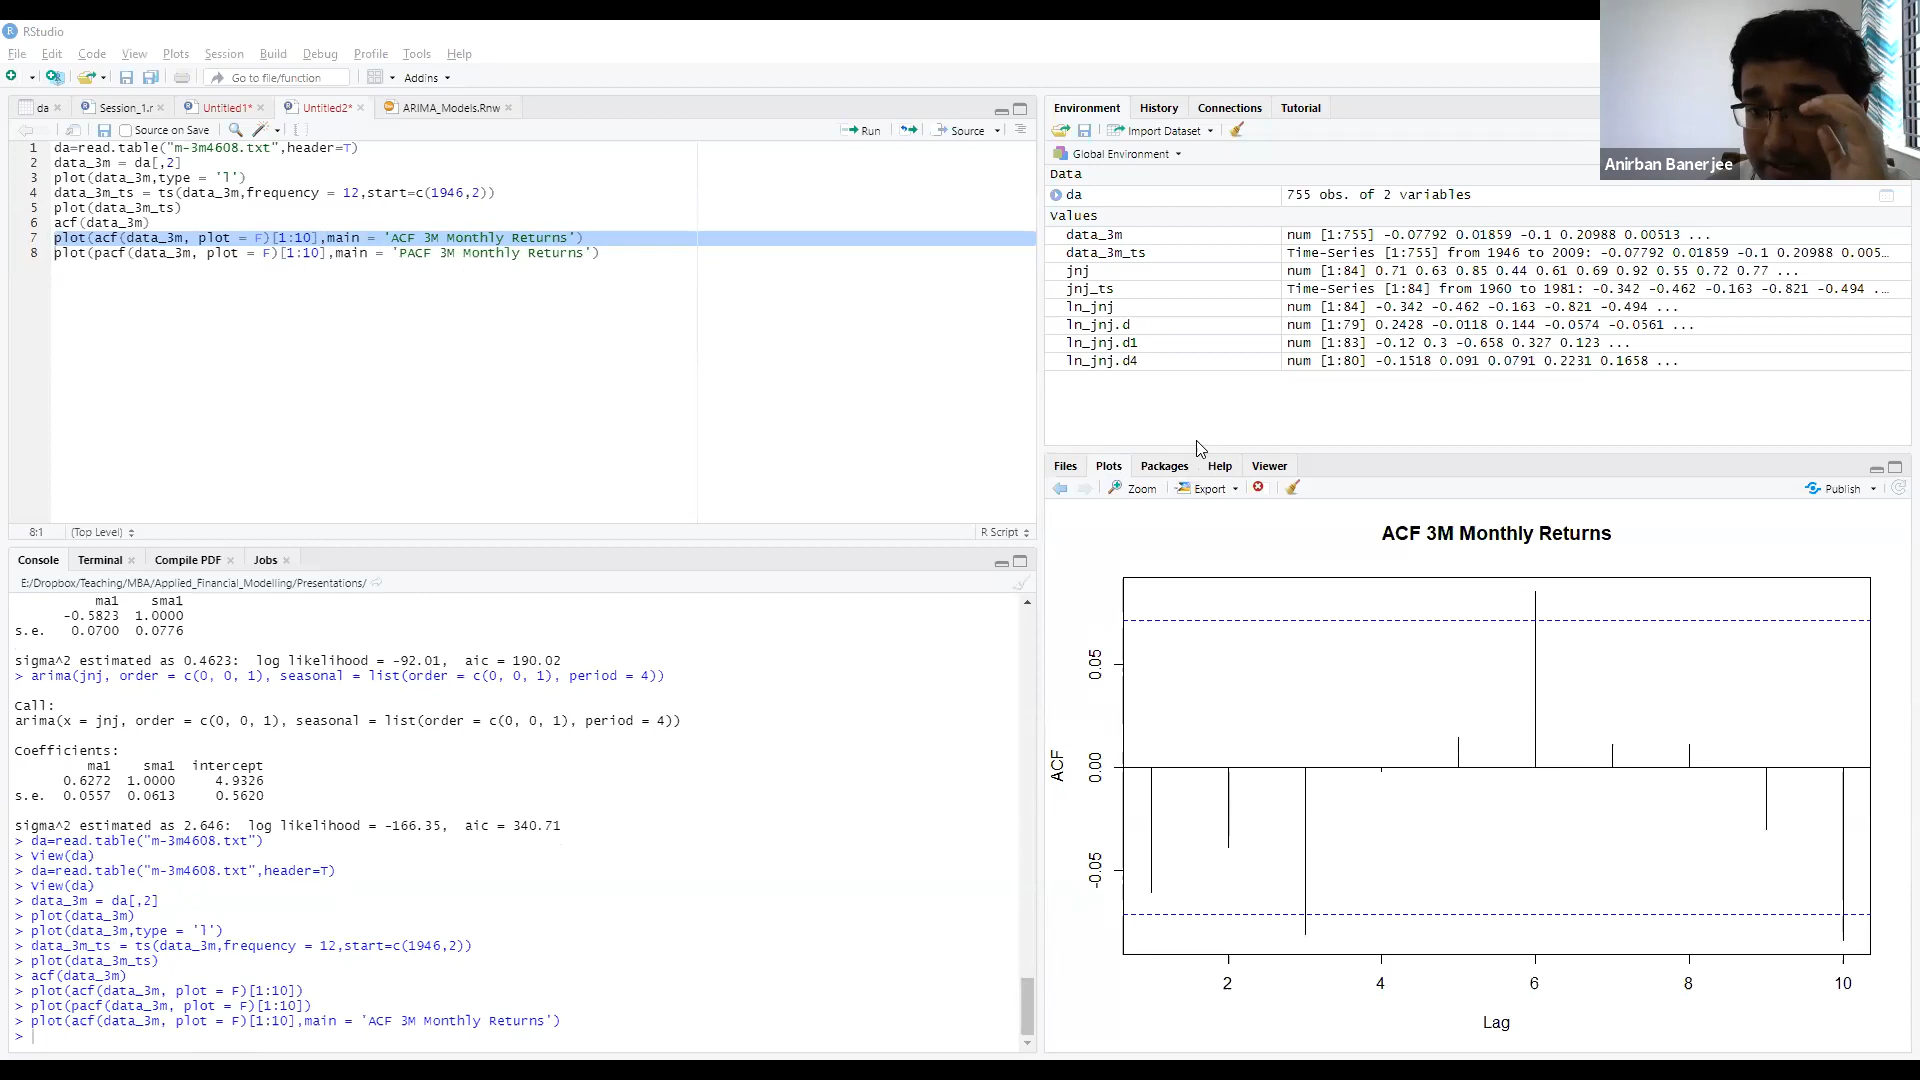 RStudio
File Edit Code View Plots Session Build Debug Profile Tools Help
Go to file/function Addins
da Session_1.r Untitled1* Untitled2* ARIMA_Models.Rnw
Source on Save Run Source
1 da=read.table("m-3m4608.txt",header=T)
2 data_3m = da[,2]
3 plot(data_3m,type = 'l')
4 data_3m_ts = ts(data_3m,frequency = 12,start=c(1946,2))
5 plot(data_3m_ts)
6 acf(data_3m)
7 plot(acf(data_3m, plot = F)[1:10],main = 'ACF 3M Monthly Returns')
8 plot(pacf(data_3m, plot = F)[1:10],main = 'PACF 3M Monthly Returns')
8:1 (Top Level) R Script
Console Terminal Compile PDF Jobs
E:/Dropbox/Teaching/MBA/Applied_Financial_Modelling/Presentations/
ma1 sma1
-0.5823 1.0000
s.e. 0.0700 0.0776
sigma^2 estimated as 0.4623: log likelihood = -92.01, aic = 190.02
> arima(jnj, order = c(0, 0, 1), seasonal = list(order = c(0, 0, 1), period = 4))
Call:
arima(x = jnj, order = c(0, 0, 1), seasonal = list(order = c(0, 0, 1), period = 4))
Coefficients:
ma1 sma1 intercept
0.6272 1.0000 4.9326
s.e. 0.0557 0.0613 0.5620
sigma^2 estimated as 2.646: log likelihood = -166.35, aic = 340.71
> da=read.table("m-3m4608.txt")
> View(da)
> da=read.table("m-3m4608.txt",header=T)
> View(da)
> data_3m = da[,2]
> plot(data_3m)
> plot(data_3m,type = 'l')
> data_3m_ts = ts(data_3m,frequency = 12,start=c(1946,2))
> plot(data_3m_ts)
> acf(data_3m)
> plot(acf(data_3m, plot = F)[1:10])
> plot(pacf(data_3m, plot = F)[1:10])
> plot(acf(data_3m, plot = F)[1:10],main = 'ACF 3M Monthly Returns')
>
Environment History Connections Tutorial
Import Dataset
Global Environment
Anirban Banerjee
Data
da 755 obs. of 2 variables
Values
data_3m num [1:755] -0.07792 0.01859 -0.1 0.20988 0.00513 ...
data_3m_ts Time-Series [1:755] from 1946 to 2009: -0.07792 0.01859 -0.1 0.20988 0.005…
jnj num [1:84] 0.71 0.63 0.85 0.44 0.61 0.69 0.92 0.55 0.72 0.77 ...
jnj_ts Time-Series [1:84] from 1960 to 1981: -0.342 -0.462 -0.163 -0.821 -0.494 ...
ln_jnj num [1:84] -0.342 -0.462 -0.163 -0.821 -0.494 ...
ln_jnj.d num [1:79] 0.2428 -0.0118 0.144 -0.0574 -0.0561 ...
ln_jnj.d1 num [1:83] -0.12 0.3 -0.658 0.327 0.123 ...
ln_jnj.d4 num [1:80] -0.1518 0.091 0.0791 0.2231 0.1658 ...
Files Plots Packages Help Viewer
Zoom Export Publish
ACF 3M Monthly Returns
ACF
0.05
0.00
-0.05
2 4 6 8 10
Lag